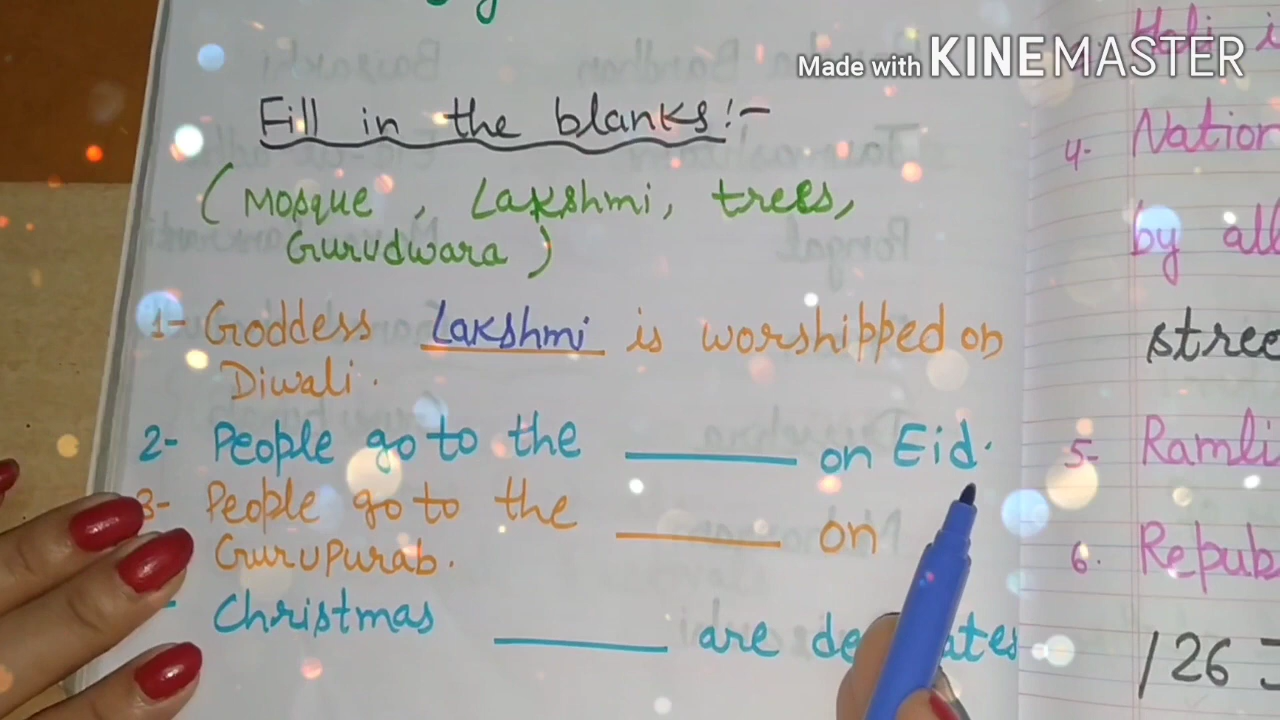 Made with KINEMASTER
Fill in the blanks:-
(Mosque, Lakshmi, trees,
Gurudwara)
1- Goddess Lakshmi is worshipped on
Diwali.
2- People go to the ______ on Eid.
3- People go to the ______ on
Gurupurab.
Christmas ______ are
Holi
4- Nation
by all
stree
5- Ramli
6. Repub
126 J